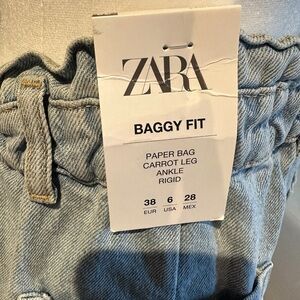 ZARA
BAGGY FIT
PAPER BAG
CARROT LEG
ANKLE
RIGID
38 6 28
EUR USA MEX